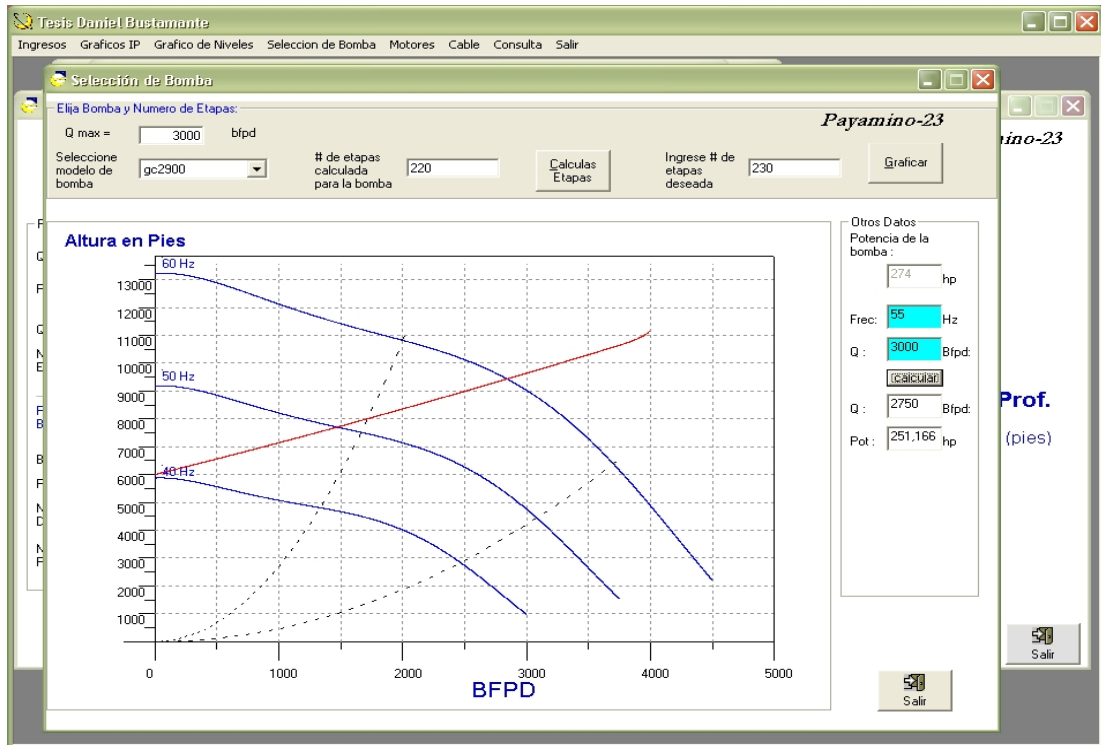 Tesis Daniel Bustamante
Ingresos Graficos IP Grafico de Niveles Seleccion de Bomba Motores Cable Consulta Salir
Selección de Bomba
Elija Bomba y Numero de Etapas:
Payamino-23
Q max = 3000 bfpd
Seleccione modelo de bomba
gc2900
# de etapas calculada para la bomba
220
Calculas Etapas
Ingrese # de etapas deseada
230
Graficar
Altura en Pies
60 Hz
13000
12000
11000
10000
50 Hz
9000
8000
7000
6000
40 Hz
5000
4000
3000
2000
1000
0 1000 2000 3000 4000 5000
BFPD
Otros Datos
Potencia de la bomba :
274 hp
Frec: 55 Hz
Q : 3000 Bfpd:
calcular
Q : 2750 Bfpd:
Pot : 251,166 hp
Salir
ino-23
Prof.
(pies)
Salir